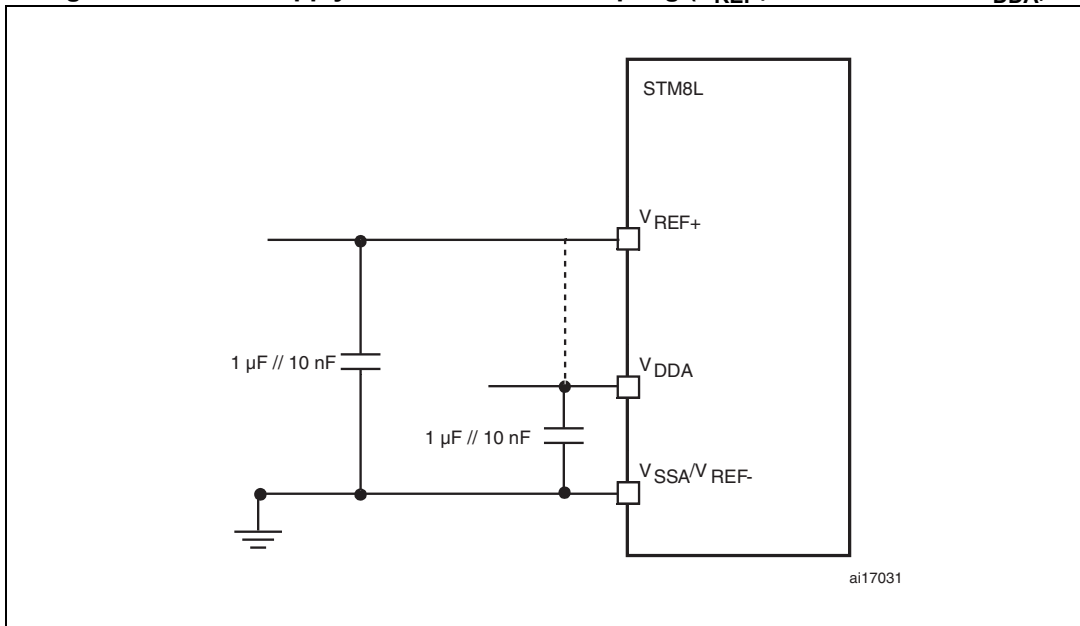 STM8L
VREF+
1 µF // 10 nF
VDDA
1 µF // 10 nF
VSSA/VREF-
ai17031